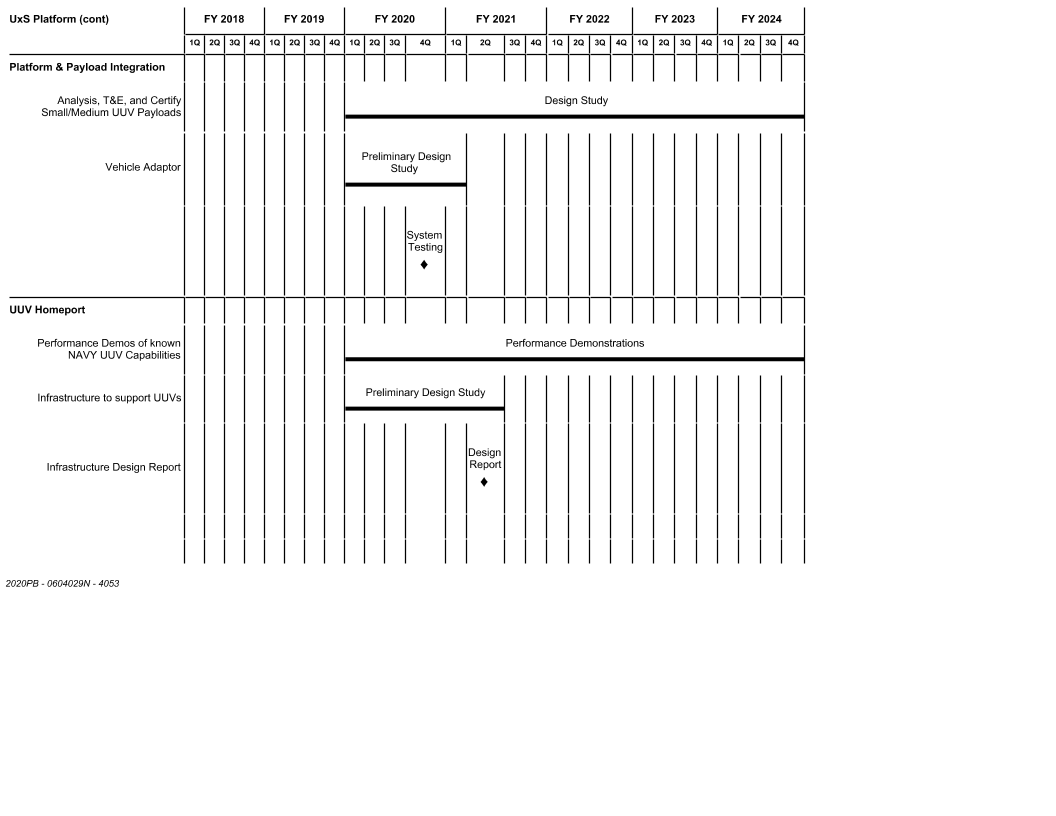 UxS Platform (cont) FY 2018 FY 2019 FY 2020 FY 2021 FY 2022 FY 2023 FY 2024
1Q 2Q 3Q 4Q 1Q 2Q 3Q 4Q 1Q 2Q 3Q 4Q 1Q 2Q 3Q 4Q 1Q 2Q 3Q 4Q 1Q 2Q 3Q 4Q 1Q 2Q 3Q 4Q
Platform & Payload Integration
Analysis, T&E, and Certify
Small/Medium UUV Payloads
Design Study
Vehicle Adaptor
Preliminary Design
Study
System
Testing
UUV Homeport
Performance Demos of known
NAVY UUV Capabilities
Performance Demonstrations
Infrastructure to support UUVs
Preliminary Design Study
Infrastructure Design Report
Design
Report
2020PB - 0604029N - 4053